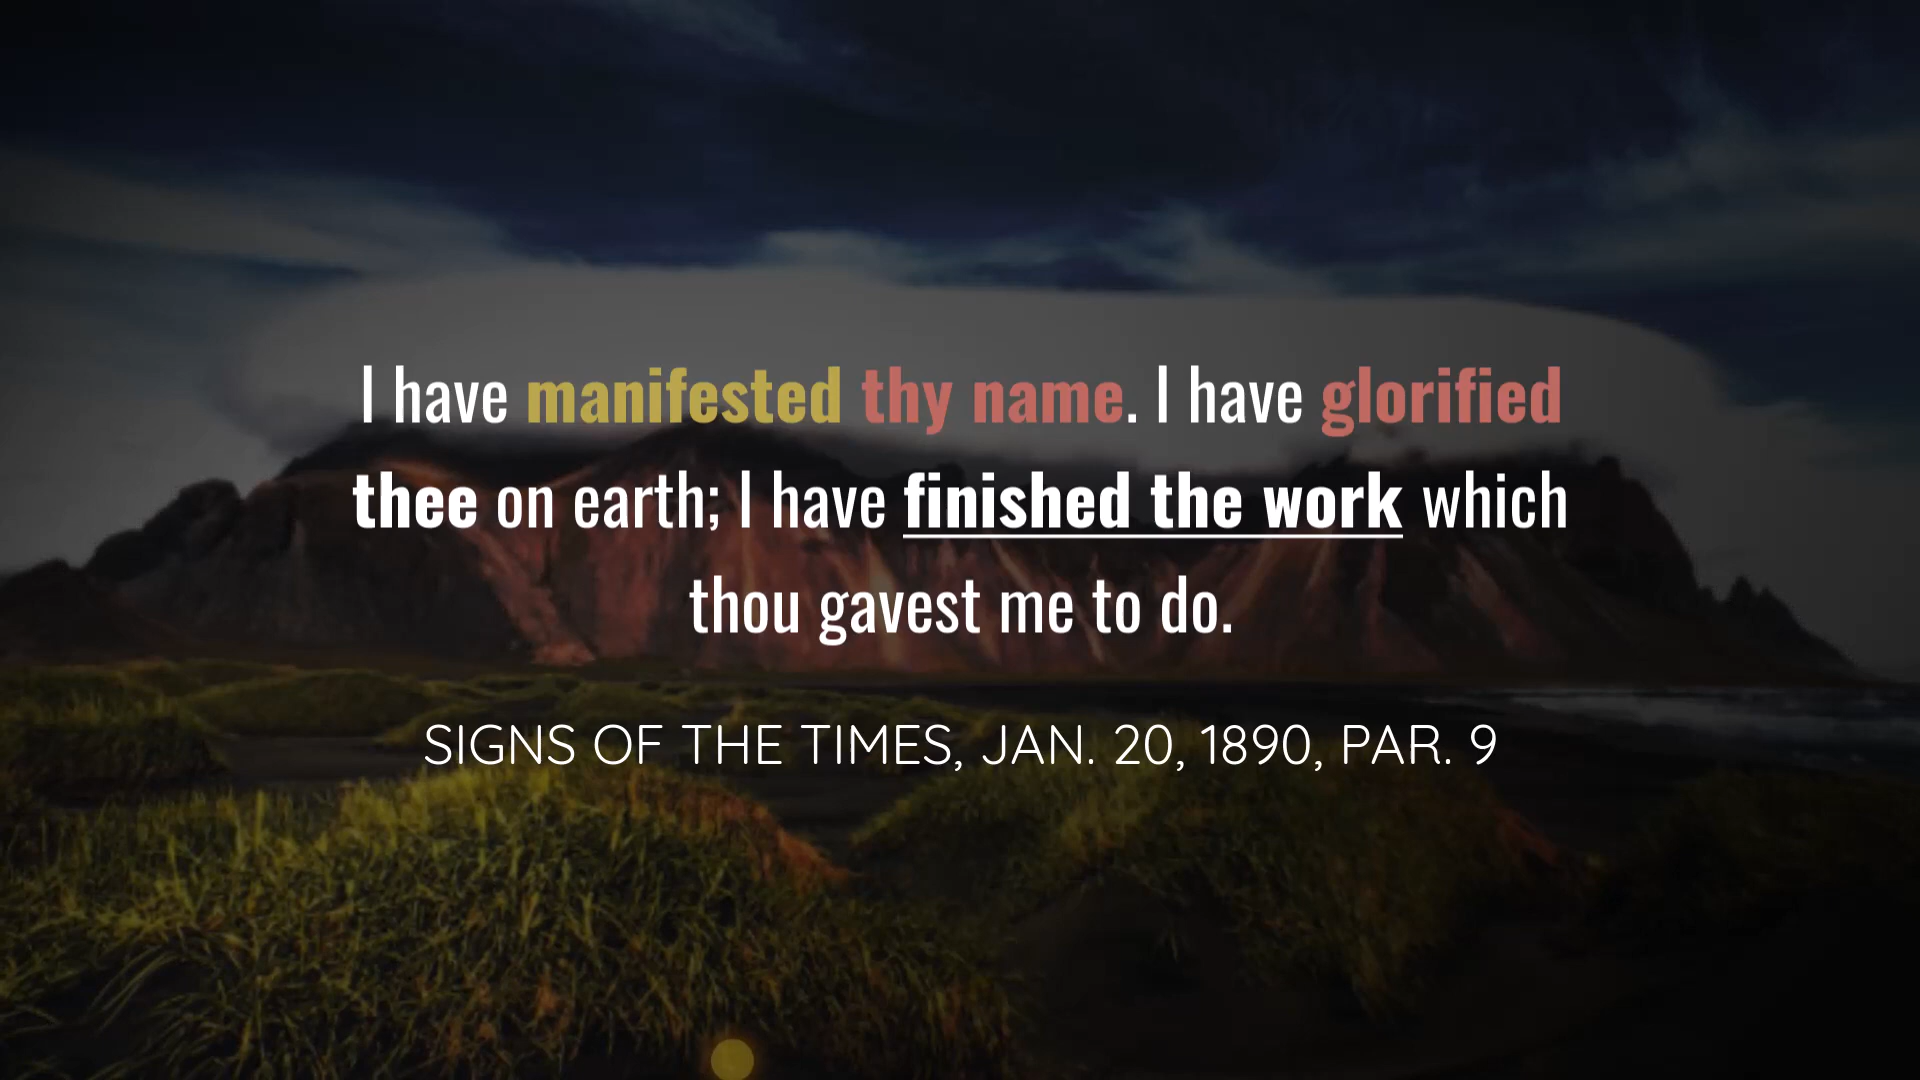 I have manifested thy name. I have glorified
thee on earth; I have finished the work which
thou gavest me to do.
SIGNS OF THE TIMES, JAN. 20, 1890, PAR. 9